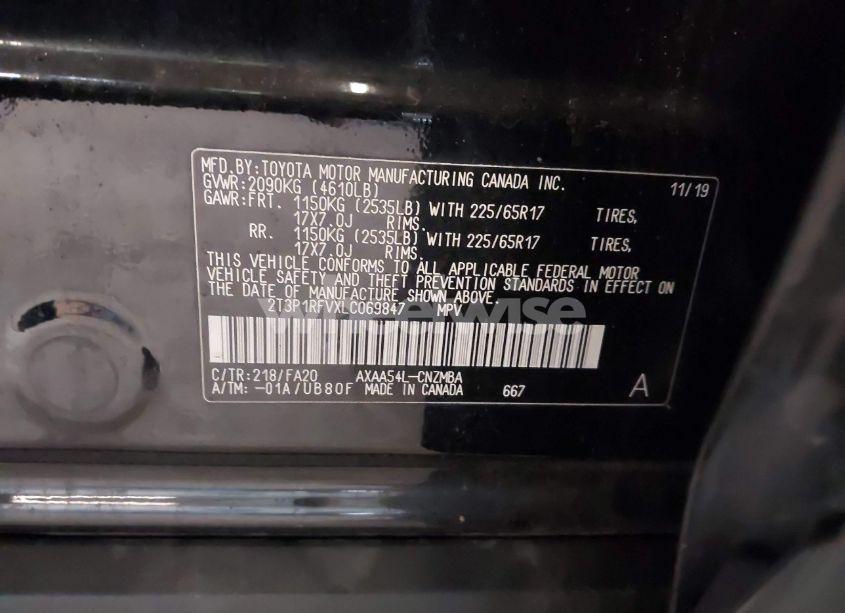 MFD.BY:TOYOTA MOTOR MANUFACTURING CANADA INC. 11/19
GVWR:2090KG (4610LB)
GAWR:FRT. 1150KG (2535LB) WITH 225/65R17 TIRES,
17X7.0J RIMS.
RR. 1150KG (2535LB) WITH 225/65R17 TIRES,
17X7.0J RIMS.
THIS VEHICLE CONFORMS TO ALL APPLICABLE FEDERAL MOTOR
VEHICLE SAFETY AND THEFT PREVENTION STANDARDS IN EFFECT ON
THE DATE OF MANUFACTURE SHOWN ABOVE.
2T3P1RFVXLC069847 MPV
C/TR:218/FA20 AXAA54L-CNZMBA
A/TM:-01A/UB80F MADE IN CANADA 667 A